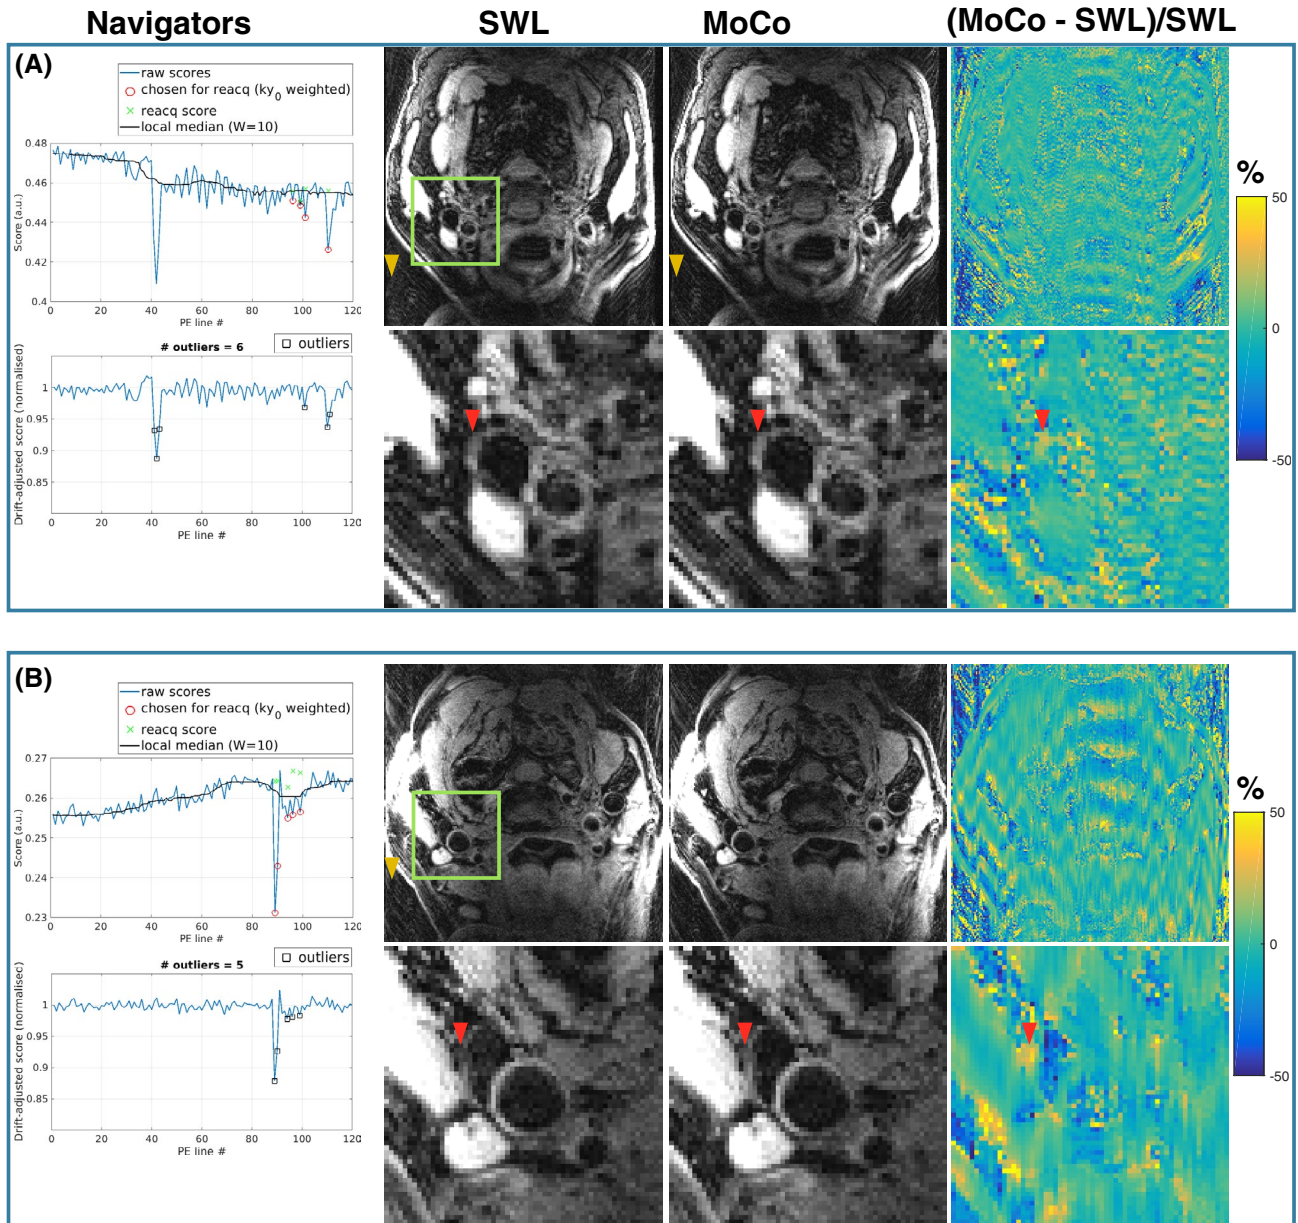 Navigators SWL MoCo (MoCo - SWL)/SWL
(A)
raw scores
chosen for reacq (ky0 weighted)
reacq score
local median (W=10)
0.48
0.46
0.44
0.42
0.4
Score (a.u.)
0 20 40 60 80 100 120
PE line #
# outliers = 6
outliers
1
0.95
0.9
0.85
Drift-adjusted score (normalised)
0 20 40 60 80 100 120
PE line #
%
50
0
-50
(B)
raw scores
chosen for reacq (ky0 weighted)
reacq score
local median (W=10)
0.27
0.26
0.25
0.24
0.23
Score (a.u.)
0 20 40 60 80 100 120
PE line #
# outliers = 5
outliers
1
0.95
0.9
0.85
Drift-adjusted score (normalised)
0 20 40 60 80 100 120
PE line #
%
50
0
-50